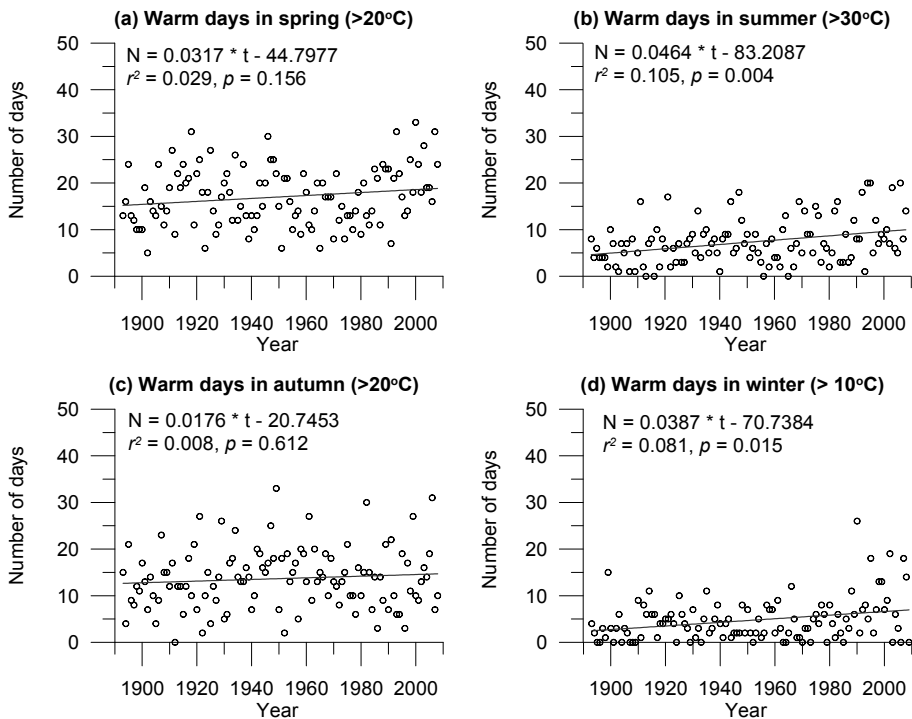 (a) Warm days in spring (>20°C)
N = 0.0317 * t - 44.7977
r² = 0.029, p = 0.156
50
40
30
20
10
0
Number of days
1900 1920 1940 1960 1980 2000
Year
(b) Warm days in summer (>30°C)
N = 0.0464 * t - 83.2087
r² = 0.105, p = 0.004
50
40
30
20
10
0
Number of days
1900 1920 1940 1960 1980 2000
Year
(c) Warm days in autumn (>20°C)
N = 0.0176 * t - 20.7453
r² = 0.008, p = 0.612
50
40
30
20
10
0
Number of days
1900 1920 1940 1960 1980 2000
Year
(d) Warm days in winter (> 10°C)
N = 0.0387 * t - 70.7384
r² = 0.081, p = 0.015
50
40
30
20
10
0
Number of days
1900 1920 1940 1960 1980 2000
Year